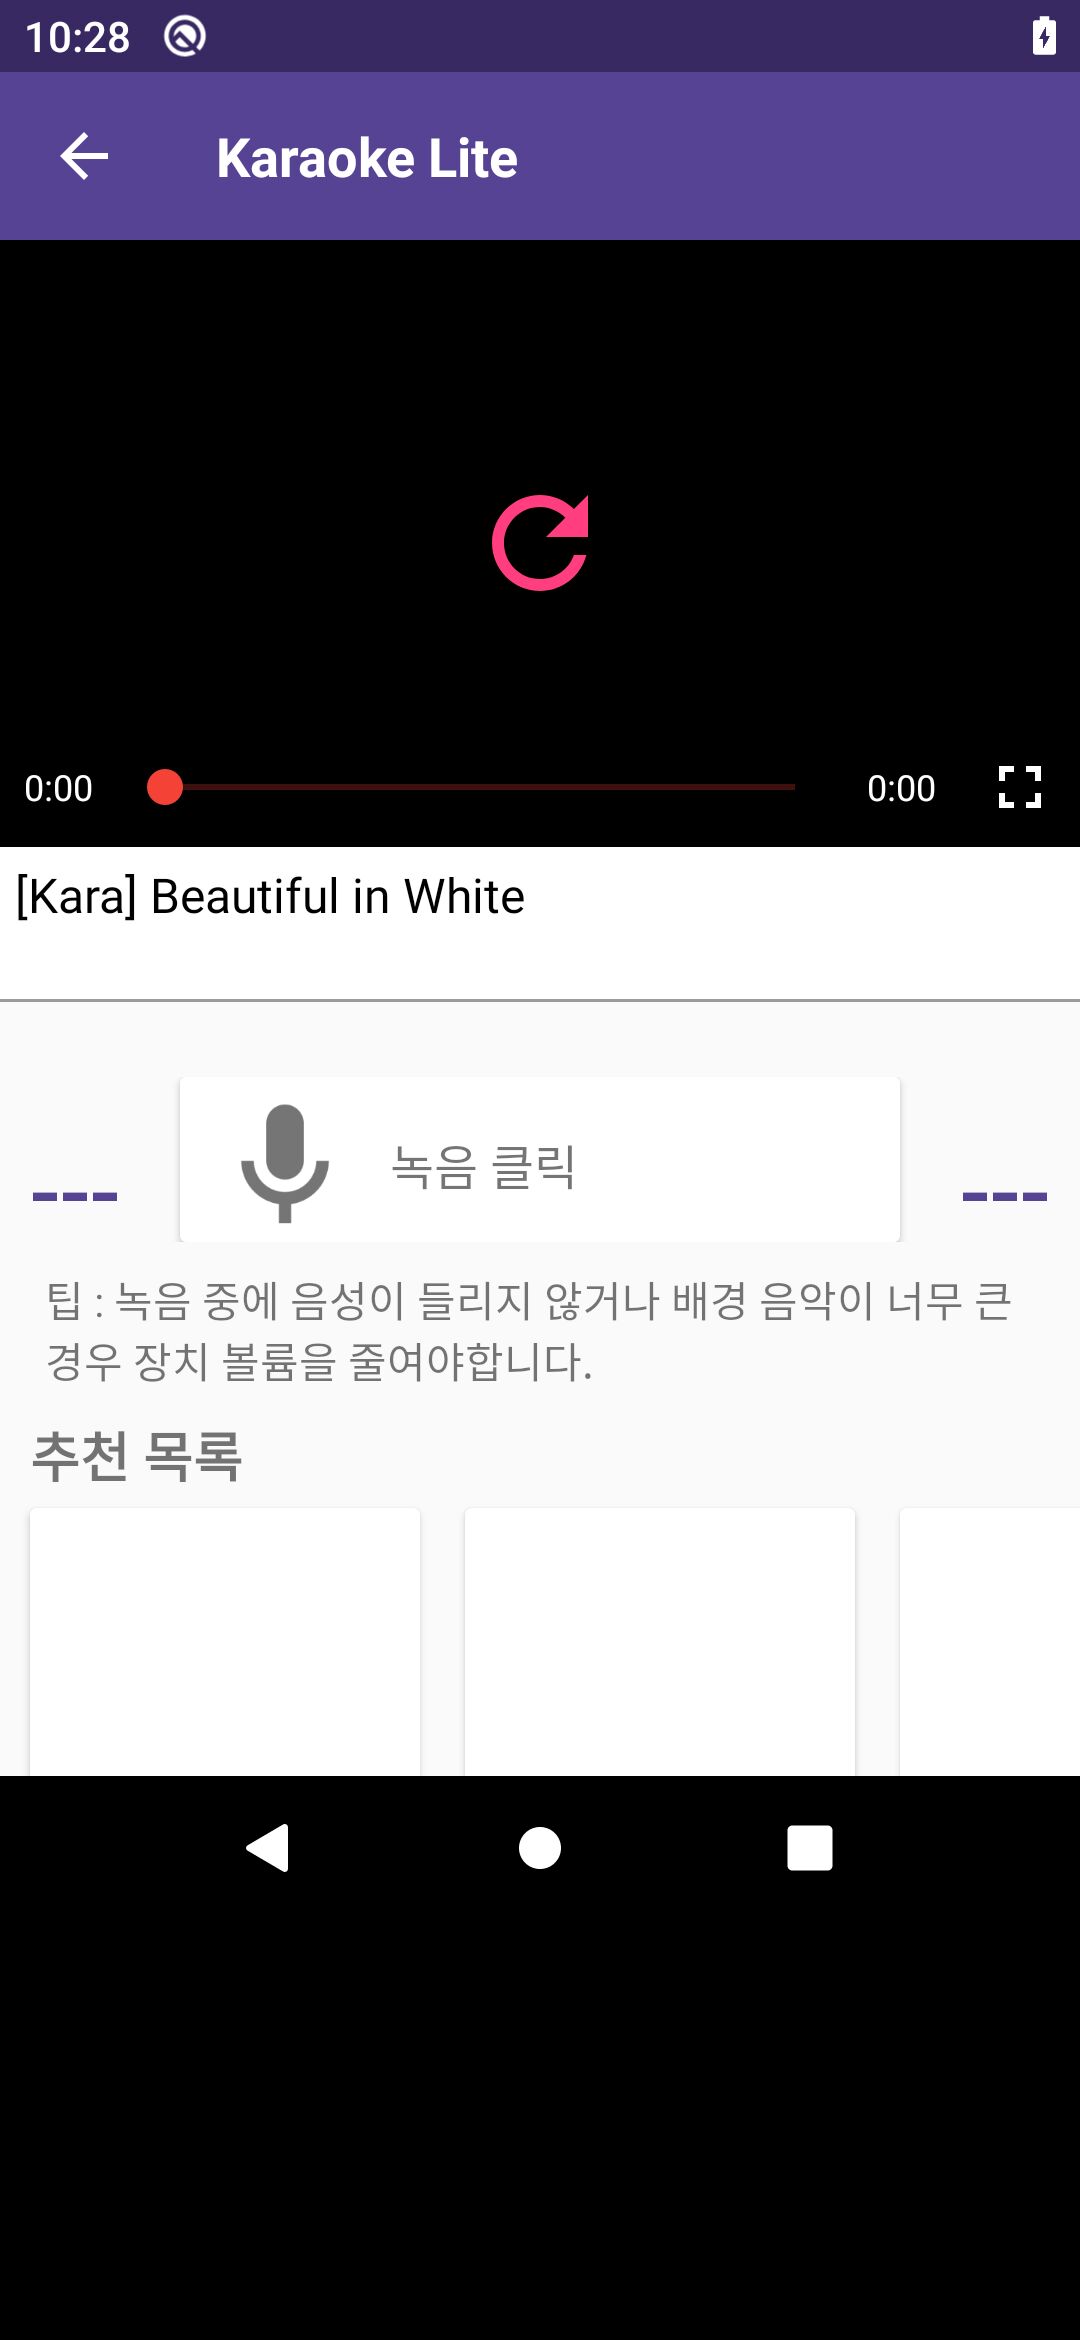 10:28
Karaoke Lite
0:00 0:00
[Kara] Beautiful in White
--- 녹음 클릭 ---
팁 : 녹음 중에 음성이 들리지 않거나 배경 음악이 너무 큰
경우 장치 볼륨을 줄여야합니다.
추천 목록